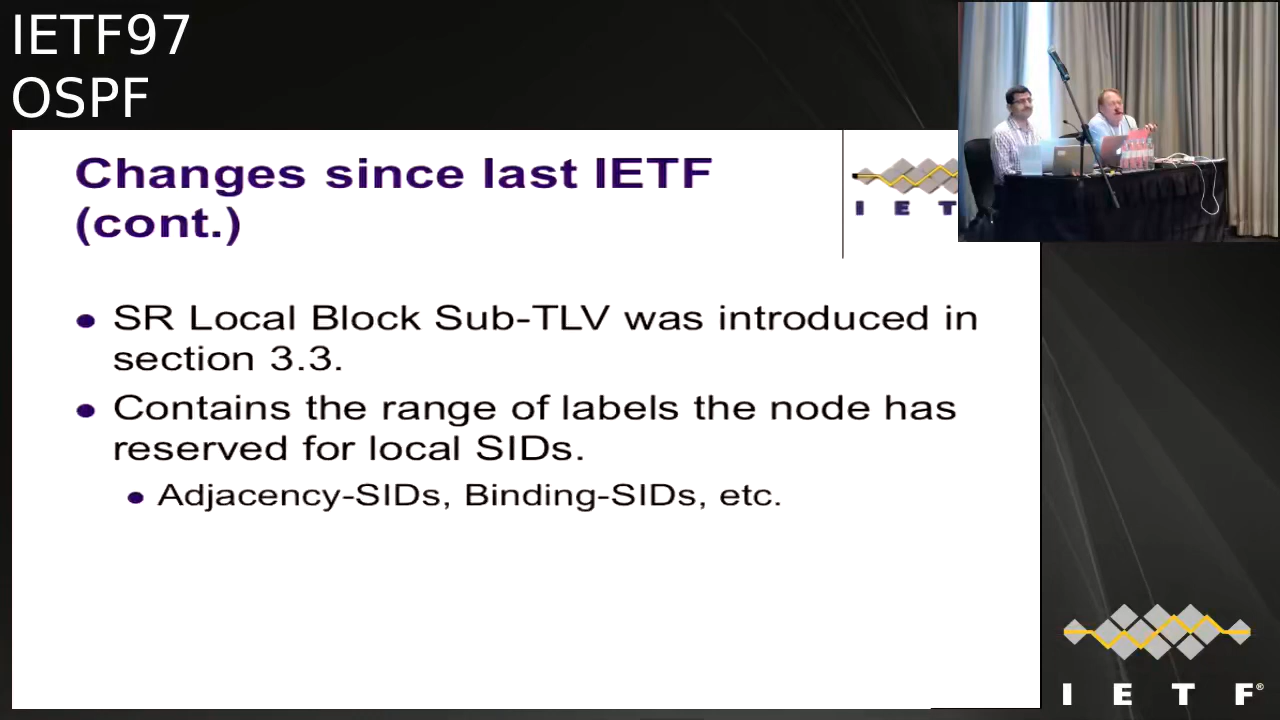 IETF97
OSPF
Changes since last IETF
(cont.)
I E T
SR Local Block Sub-TLV was introduced in
section 3.3.
Contains the range of labels the node has
reserved for local SIDs.
Adjacency-SIDs, Binding-SIDs, etc.
I E T F®